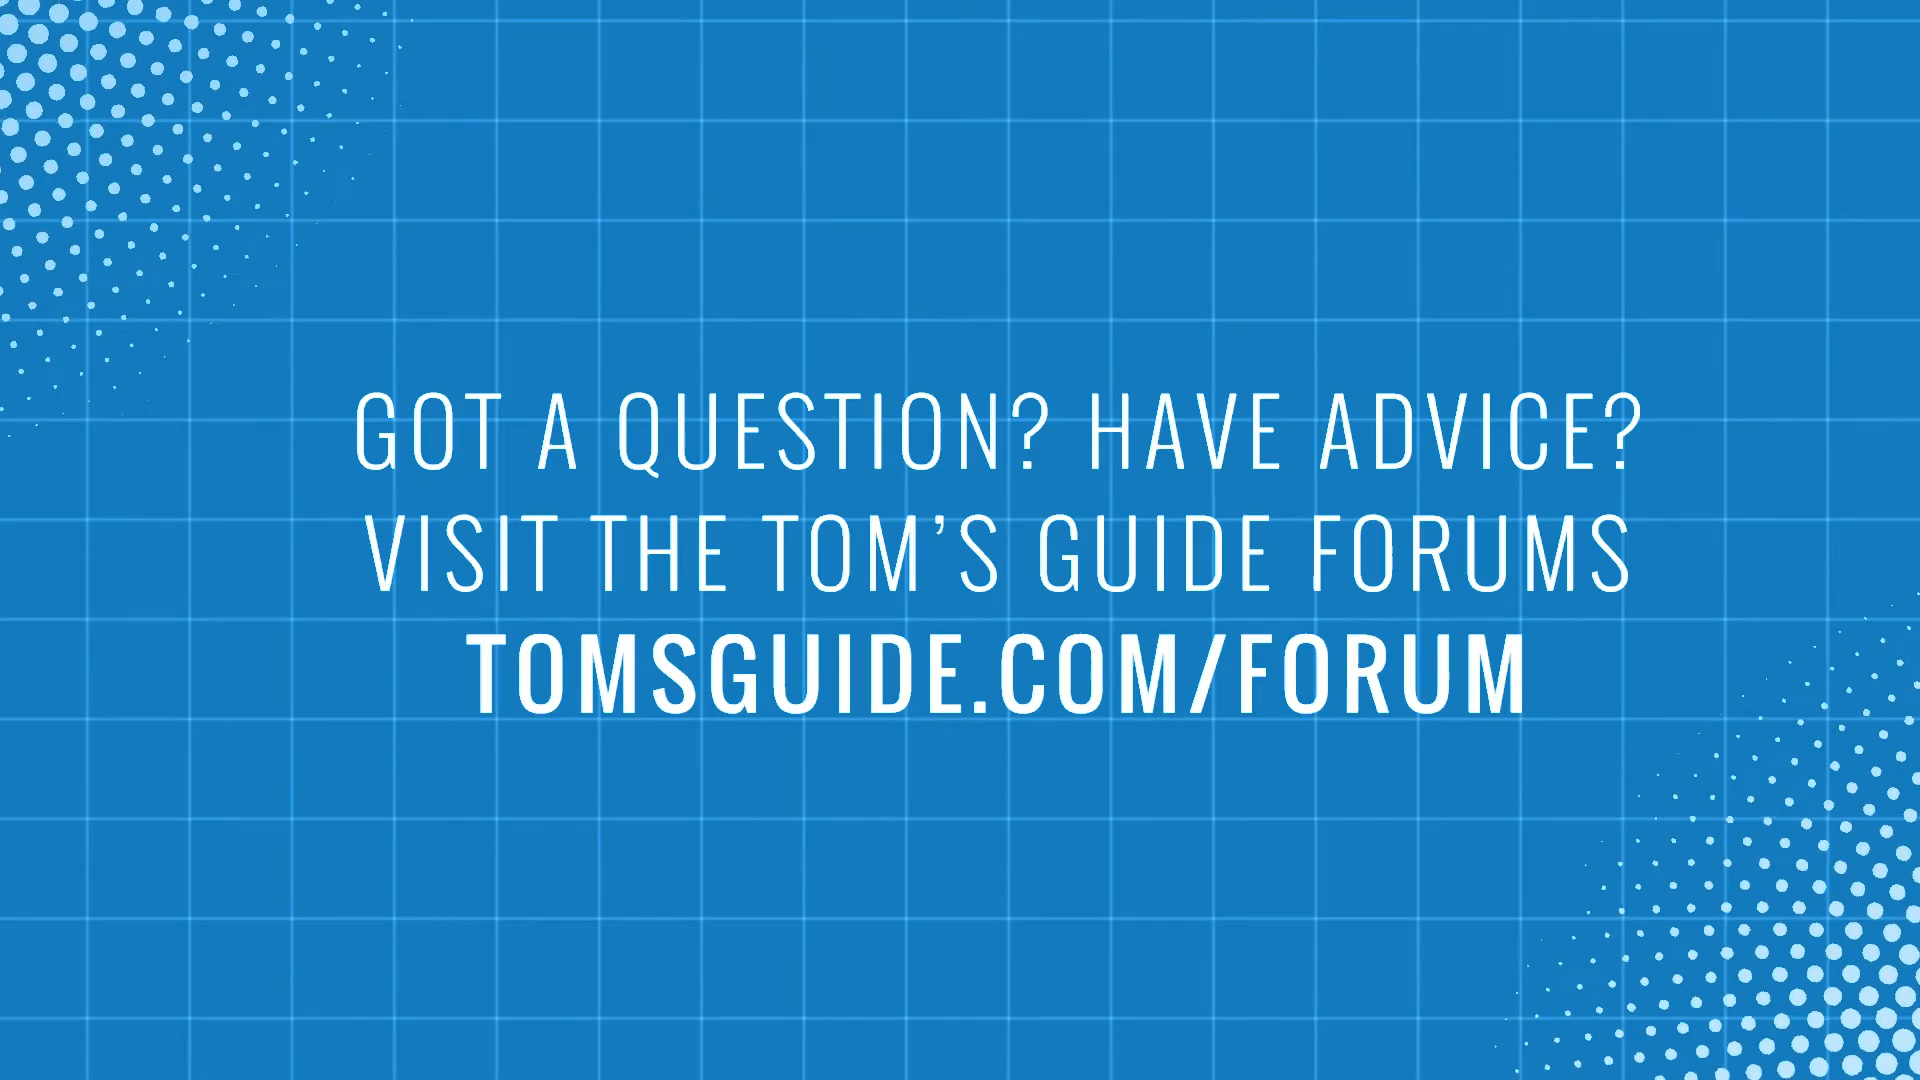 GOT A QUESTION? HAVE ADVICE?
VISIT THE TOM’S GUIDE FORUMS
TOMSGUIDE.COM/FORUM